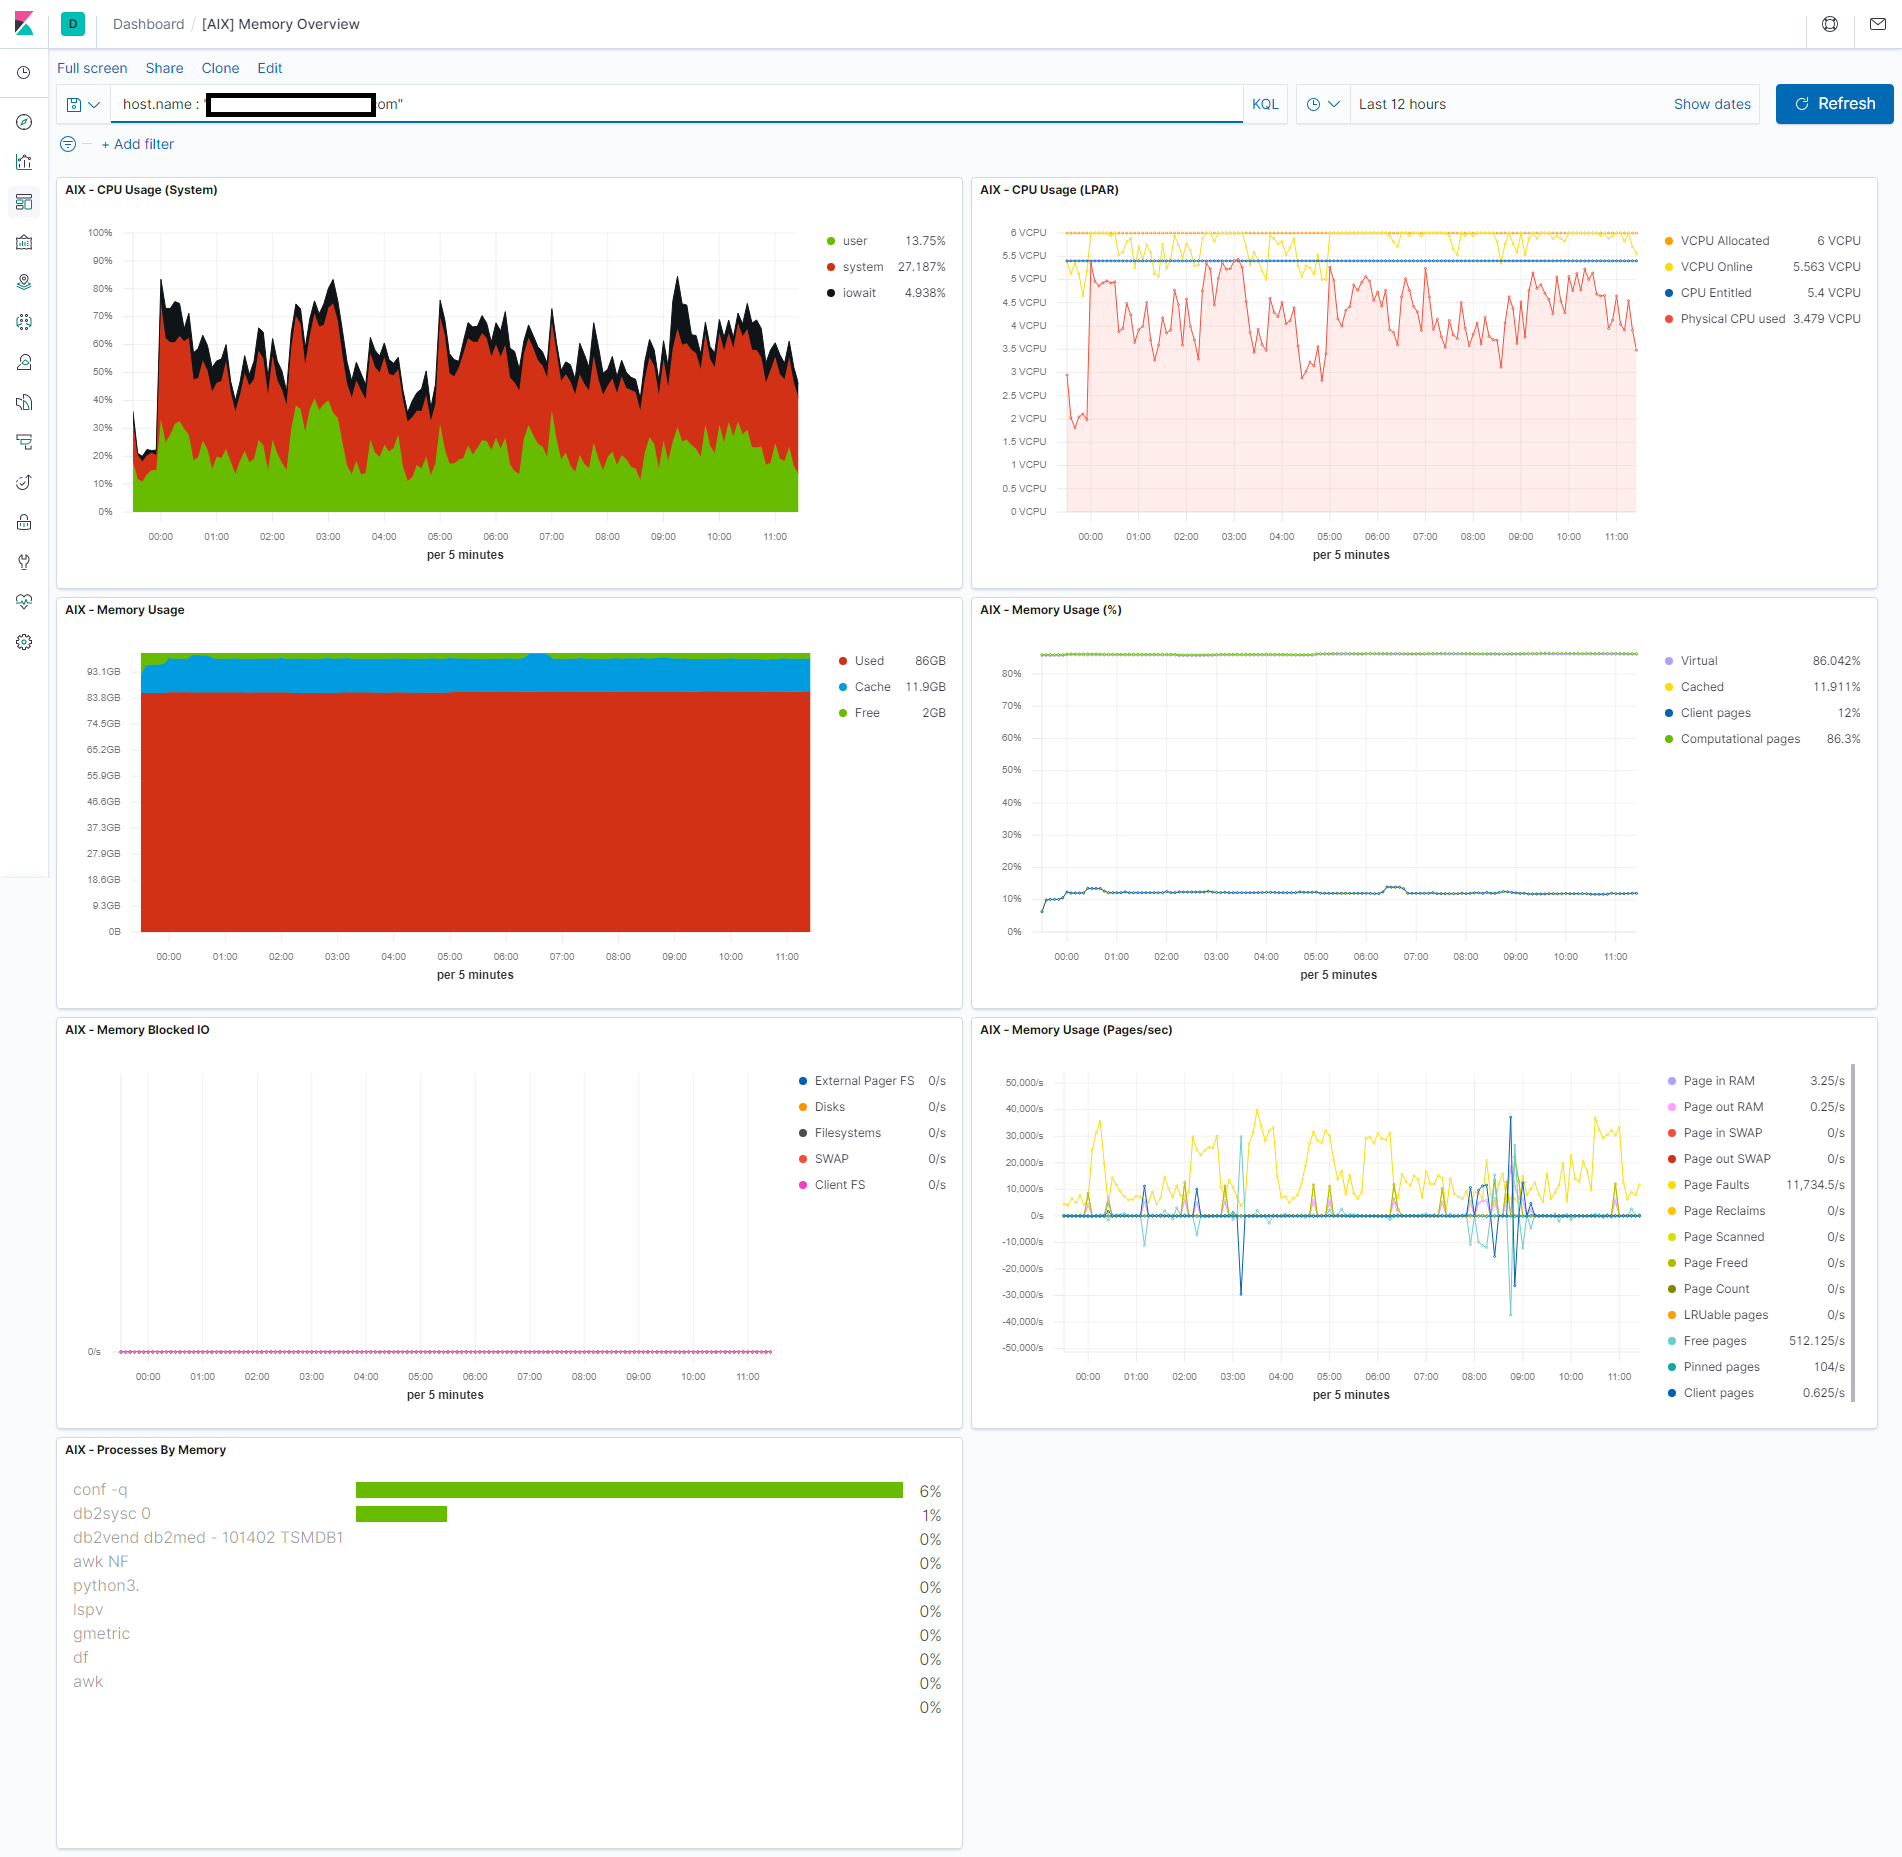 D Dashboard / [AIX] Memory Overview
Full screen Share Clone Edit
host.name : " om" KQL Last 12 hours Show dates Refresh
+ Add filter
AIX - CPU Usage (System)
100%
90%
80%
70%
60%
50%
40%
30%
20%
10%
0%
00:00 01:00 02:00 03:00 04:00 05:00 06:00 07:00 08:00 09:00 10:00 11:00
per 5 minutes
user 13.75%
system 27.187%
iowait 4.938%
AIX - CPU Usage (LPAR)
6 VCPU
5.5 VCPU
5 VCPU
4.5 VCPU
4 VCPU
3.5 VCPU
3 VCPU
2.5 VCPU
2 VCPU
1.5 VCPU
1 VCPU
0.5 VCPU
0 VCPU
00:00 01:00 02:00 03:00 04:00 05:00 06:00 07:00 08:00 09:00 10:00 11:00
per 5 minutes
VCPU Allocated 6 VCPU
VCPU Online 5.563 VCPU
CPU Entitled 5.4 VCPU
Physical CPU used 3.479 VCPU
AIX - Memory Usage
93.1GB
83.8GB
74.5GB
65.2GB
55.9GB
46.6GB
37.3GB
27.9GB
18.6GB
9.3GB
0B
00:00 01:00 02:00 03:00 04:00 05:00 06:00 07:00 08:00 09:00 10:00 11:00
per 5 minutes
Used 86GB
Cache 11.9GB
Free 2GB
AIX - Memory Usage (%)
80%
70%
60%
50%
40%
30%
20%
10%
0%
00:00 01:00 02:00 03:00 04:00 05:00 06:00 07:00 08:00 09:00 10:00 11:00
per 5 minutes
Virtual 86.042%
Cached 11.911%
Client pages 12%
Computational pages 86.3%
AIX - Memory Blocked IO
0/s
00:00 01:00 02:00 03:00 04:00 05:00 06:00 07:00 08:00 09:00 10:00 11:00
per 5 minutes
External Pager FS 0/s
Disks 0/s
Filesystems 0/s
SWAP 0/s
Client FS 0/s
AIX - Memory Usage (Pages/sec)
50,000/s
40,000/s
30,000/s
20,000/s
10,000/s
0/s
-10,000/s
-20,000/s
-30,000/s
-40,000/s
-50,000/s
00:00 01:00 02:00 03:00 04:00 05:00 06:00 07:00 08:00 09:00 10:00 11:00
per 5 minutes
Page in RAM 3.25/s
Page out RAM 0.25/s
Page in SWAP 0/s
Page out SWAP 0/s
Page Faults 11,734.5/s
Page Reclaims 0/s
Page Scanned 0/s
Page Freed 0/s
Page Count 0/s
LRUable pages 0/s
Free pages 512.125/s
Pinned pages 104/s
Client pages 0.625/s
AIX - Processes By Memory
conf -q 6%
db2sysc 0 1%
db2vend db2med - 101402 TSMDB1 0%
awk NF 0%
python3. 0%
lspv 0%
gmetric 0%
df 0%
awk 0%
0%